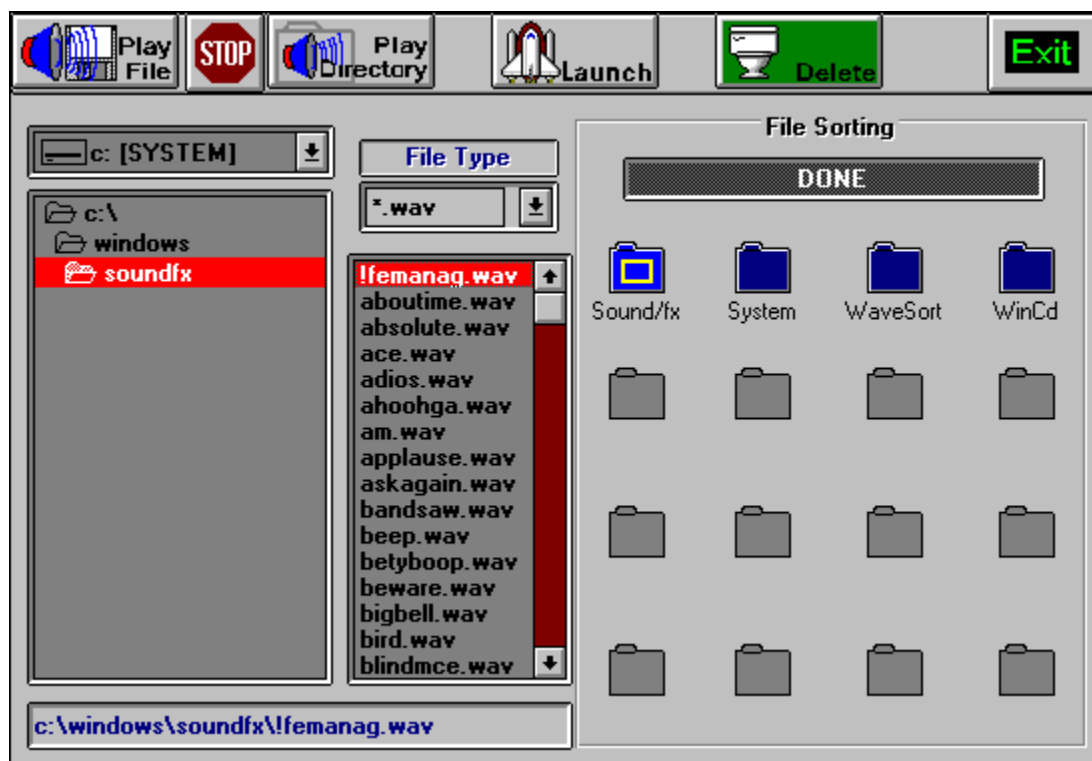 Play File
STOP
Play Directory
Launch
Delete
Exit
c: [SYSTEM]
c:\
windows
soundfx
File Type
*.wav
!femanag.wav
aboutime.wav
absolute.wav
ace.wav
adios.wav
ahoohga.wav
am.wav
applause.wav
askagain.wav
bandsaw.wav
beep.wav
betyboop.wav
beware.wav
bigbell.wav
bird.wav
blindmce.wav
File Sorting
DONE
Sound/fx
System
WaveSort
WinCd
c:\windows\soundfx\!femanag.wav